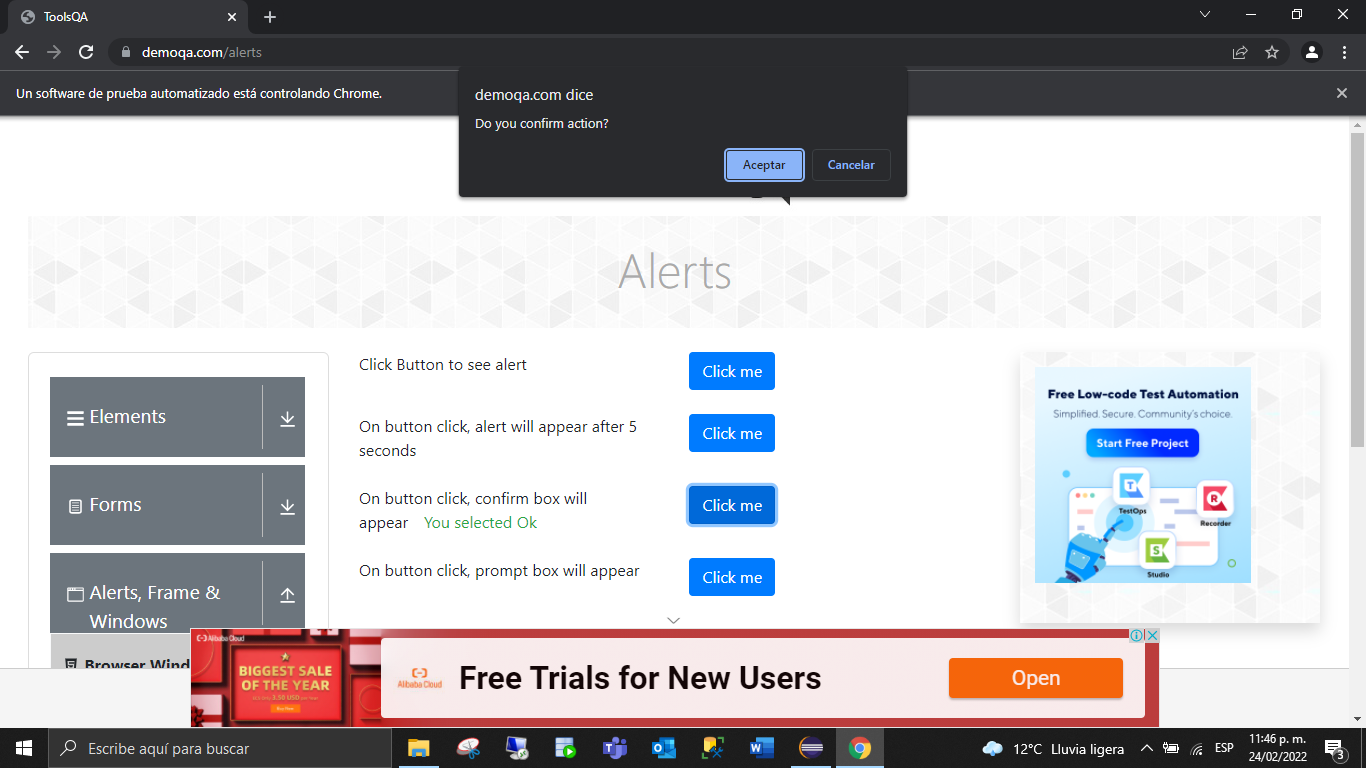 ToolsQA
demoqa.com/alerts
Un software de prueba automatizado está controlando Chrome.
demoqa.com dice
Do you confirm action?
Aceptar
Cancelar
Alerts
Elements
Forms
Alerts, Frame &
Windows
Browser Wind
Click Button to see alert
Click me
On button click, alert will appear after 5
seconds
Click me
On button click, confirm box will
appear You selected Ok
Click me
On button click, prompt box will appear
Click me
Free Low-code Test Automation
Simplified. Secure. Community's choice.
Start Free Project
TestOps
Recorder
Studio
Alibaba Cloud
BIGGEST SALE
OF THE YEAR
3.50 USD
Buy Now
Alibaba Cloud
Free Trials for New Users
Open
Escribe aquí para buscar
12°C Lluvia ligera
ESP
11:46 p. m.
24/02/2022
3